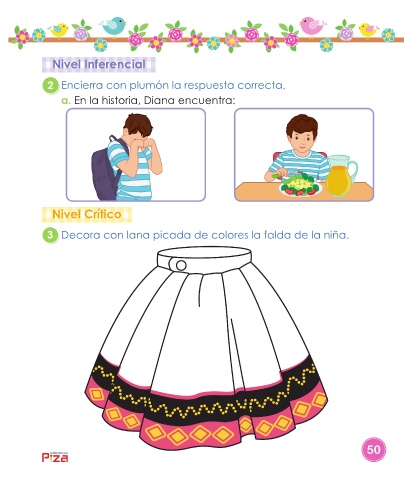 Nivel Inferencial
2 Encierra con plumón la respuesta correcta.
a. En la historia, Diana encuentra:
Nivel Crítico
3 Decora con lana picada de colores la falda de la niña.
Piza
50